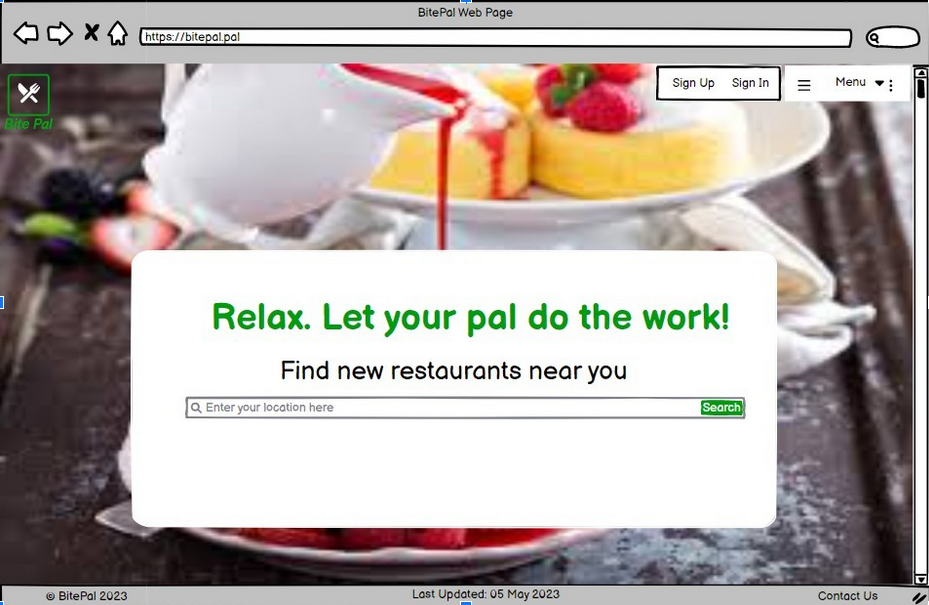 BitePal Web Page
https://bitepal.pal
Bite Pal
Sign Up Sign In
Menu
Relax. Let your pal do the work!
Find new restaurants near you
Enter your location here
Search
© BitePal 2023
Last Updated: 05 May 2023
Contact Us